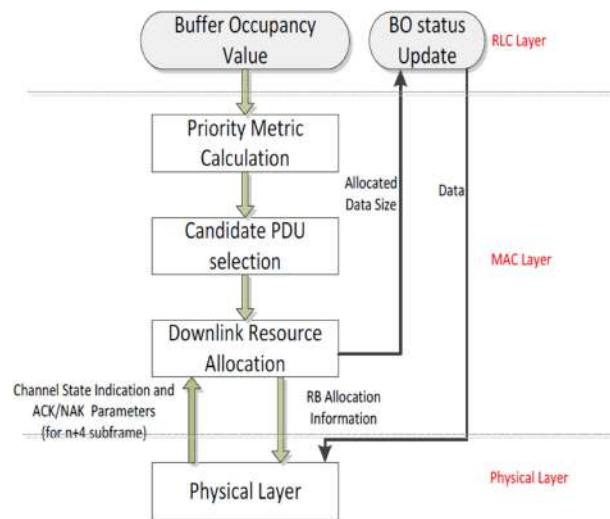 Buffer Occupancy
Value
BO status
Update
RLC Layer
Priority Metric
Calculation
Allocated
Data Size
Data
Candidate PDU
selection
MAC Layer
Downlink Resource
Allocation
Channel State Indication and
ACK/NAK Parameters
(for n+4 subframe)
RB Allocation
Information
Physical Layer
Physical Layer